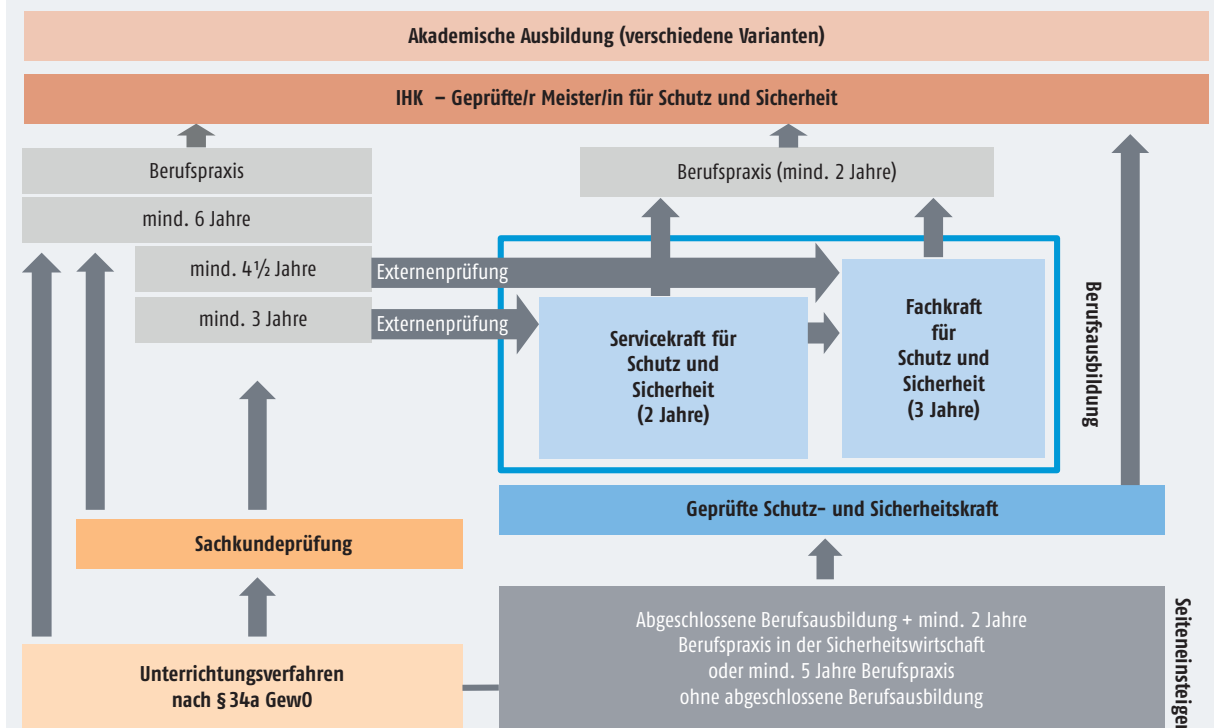 Akademische Ausbildung (verschiedene Varianten)
IHK – Geprüfte/r Meister/in für Schutz und Sicherheit
Berufspraxis
mind. 6 Jahre
mind. 4 ½ Jahre
mind. 3 Jahre
Berufspraxis (mind. 2 Jahre)
Externenprüfung
Externenprüfung
Servicekraft für
Schutz und
Sicherheit
(2 Jahre)
Fachkraft
für
Schutz und
Sicherheit
(3 Jahre)
Berufsausbildung
Geprüfte Schutz- und Sicherheitskraft
Sachkundeprüfung
Unterrichtungsverfahren
nach § 34a GewO
Abgeschlossene Berufsausbildung + mind. 2 Jahre
Berufspraxis in der Sicherheitswirtschaft
oder mind. 5 Jahre Berufspraxis
ohne abgeschlossene Berufsausbildung
Seiteneinsteiger